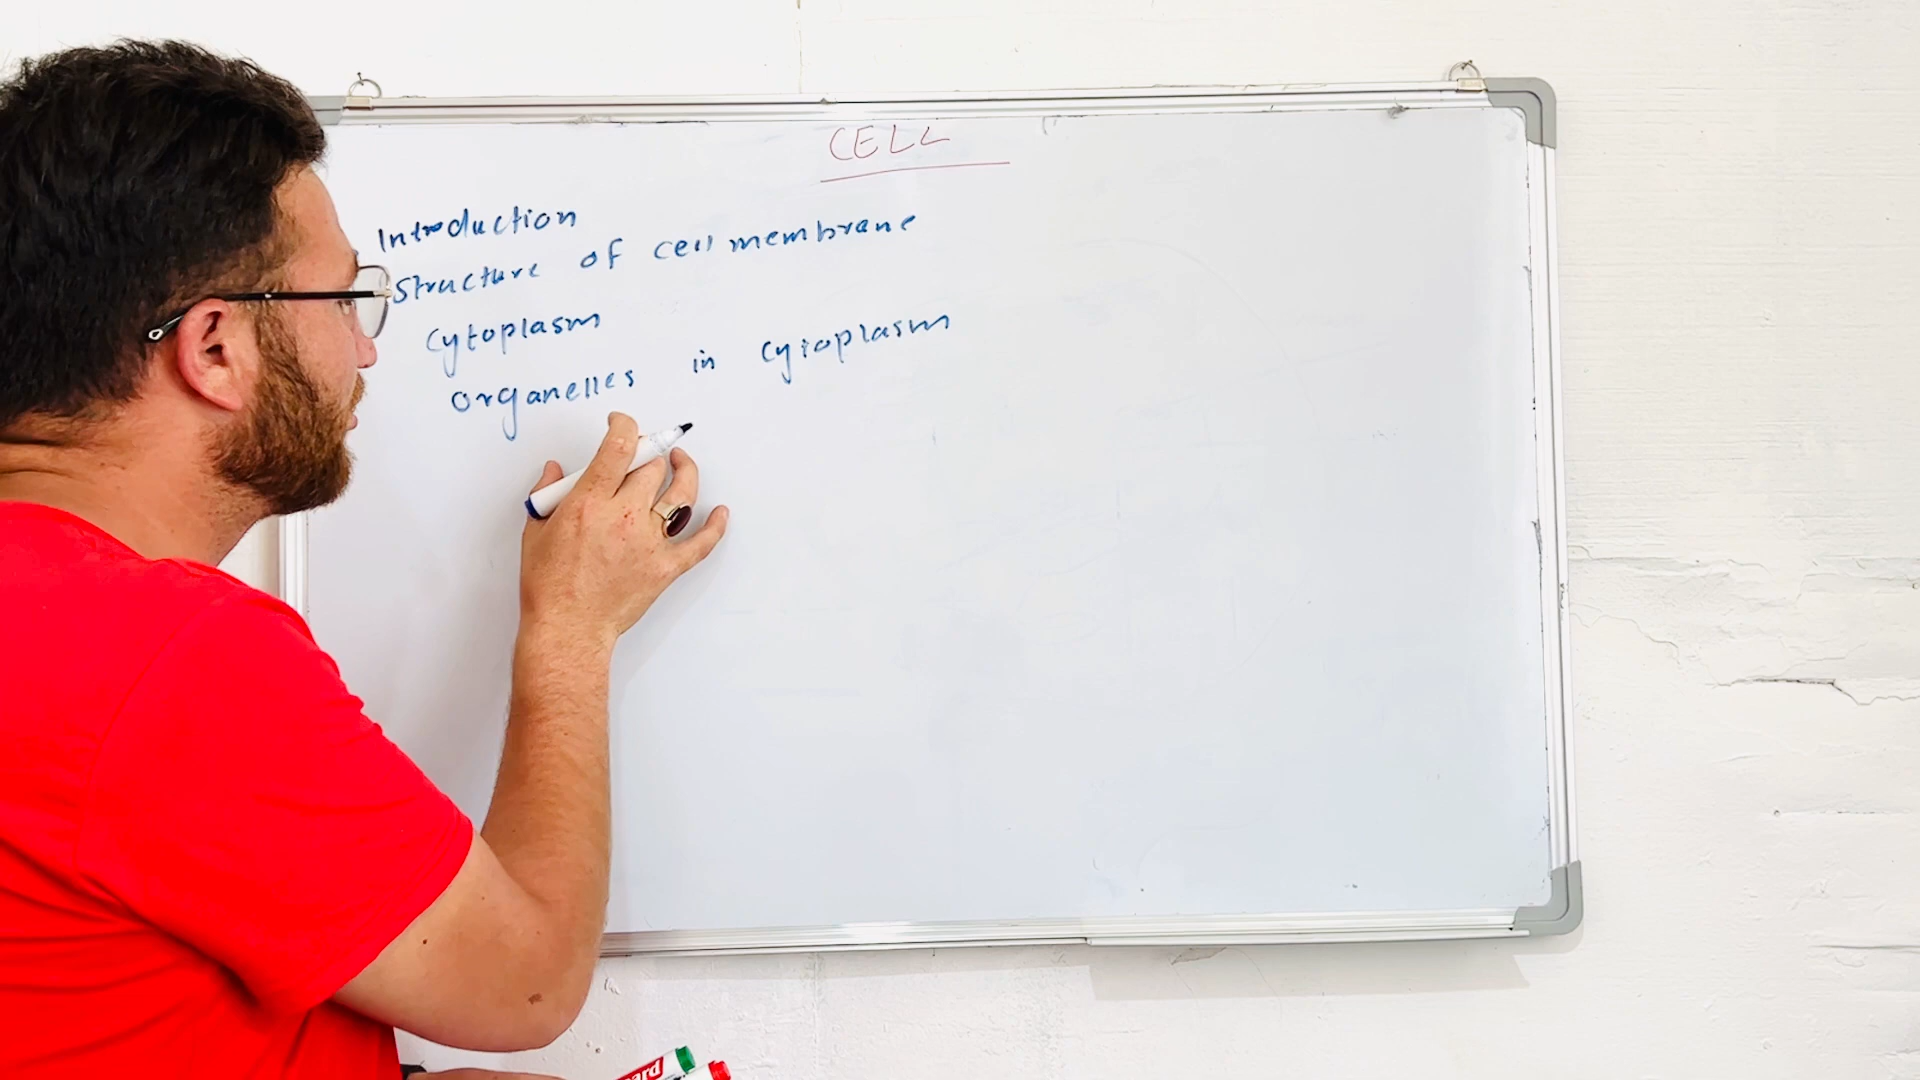 CELL
Introduction
Structure of cell membrane
Cytoplasm
organelles in cytoplasm